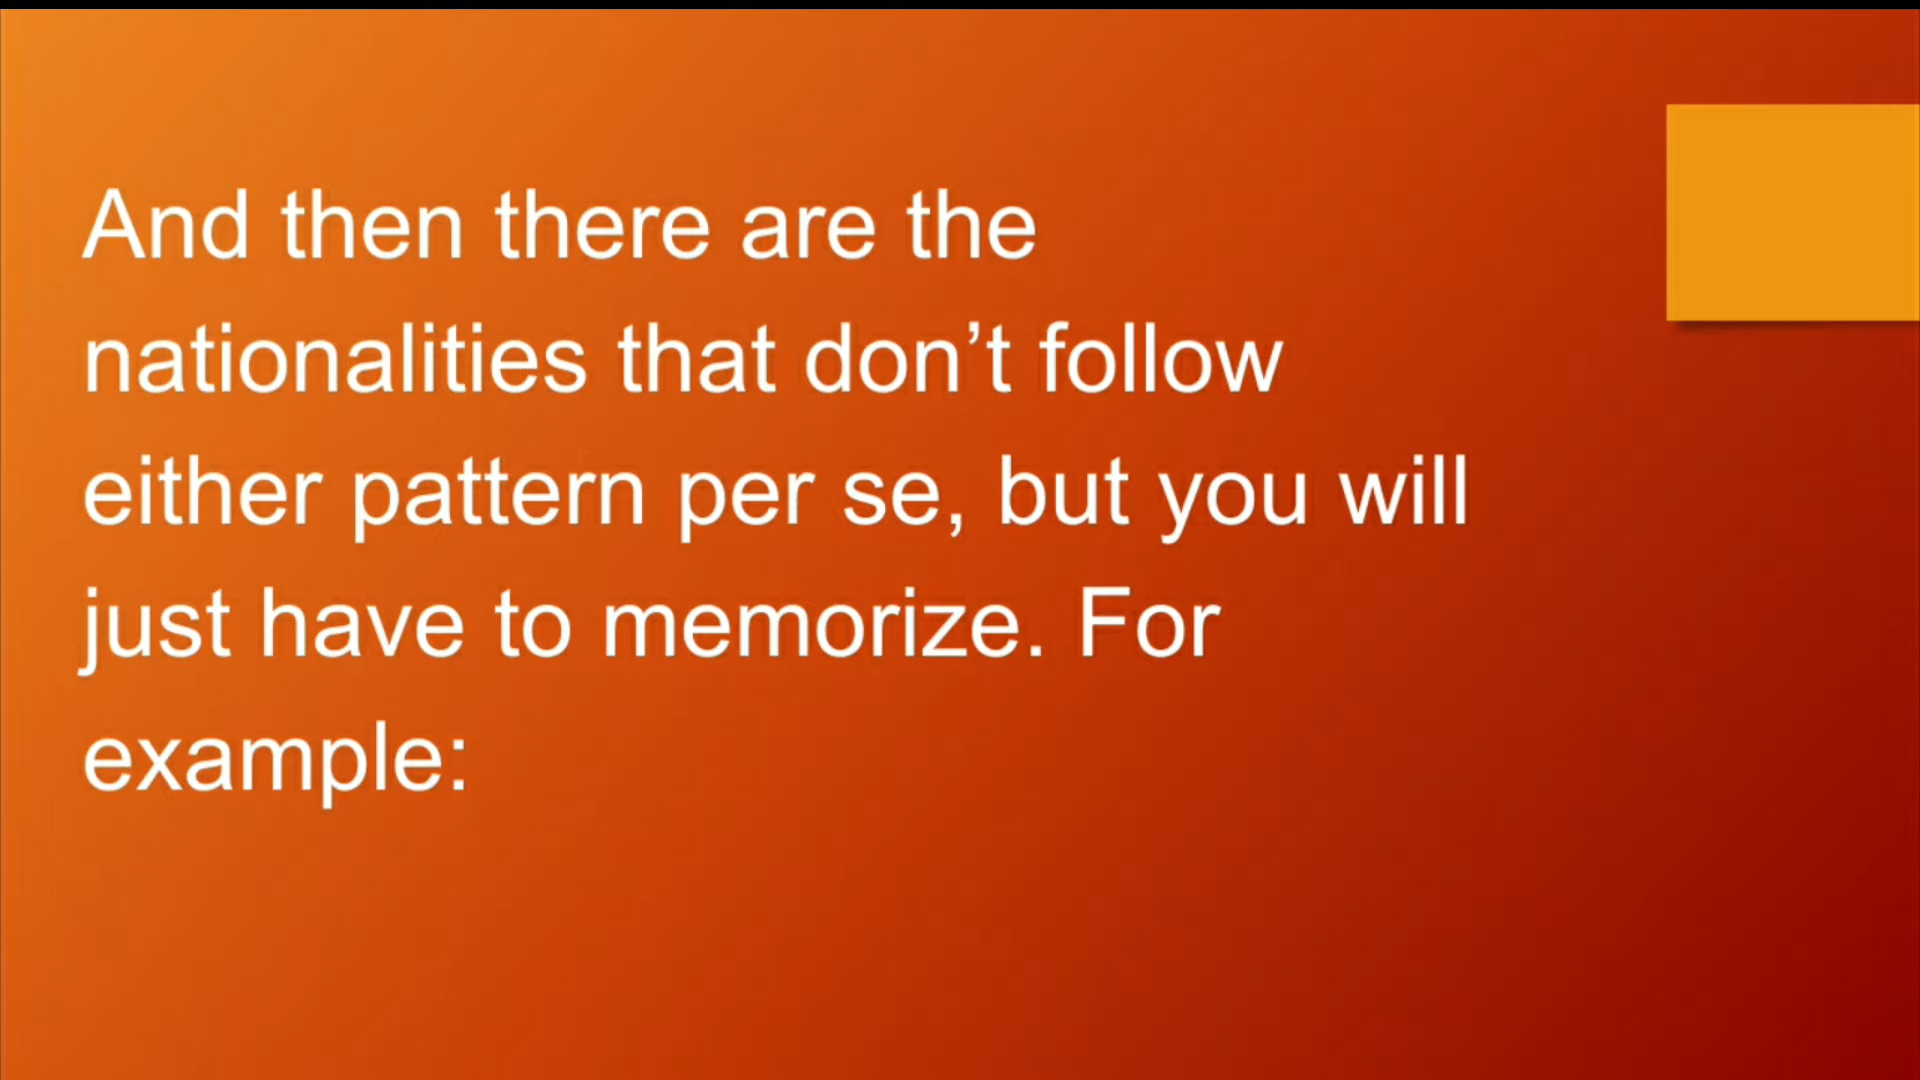 And then there are the
nationalities that don’t follow
either pattern per se, but you will
just have to memorize. For
example: